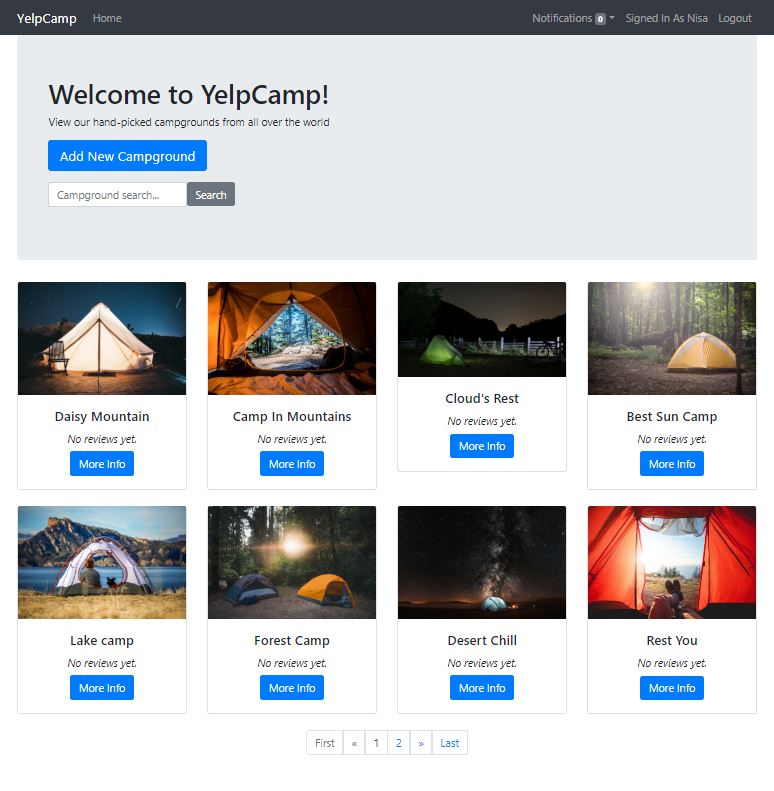 YelpCamp Home Notifications 0 Signed In As Nisa Logout
Welcome to YelpCamp!
View our hand-picked campgrounds from all over the world
Add New Campground
Campground search... Search
Daisy Mountain
No reviews yet.
More Info
Camp In Mountains
No reviews yet.
More Info
Cloud's Rest
No reviews yet.
More Info
Best Sun Camp
No reviews yet.
More Info
Lake camp
No reviews yet.
More Info
Forest Camp
No reviews yet.
More Info
Desert Chill
No reviews yet.
More Info
Rest You
No reviews yet.
More Info
First « 1 2 » Last